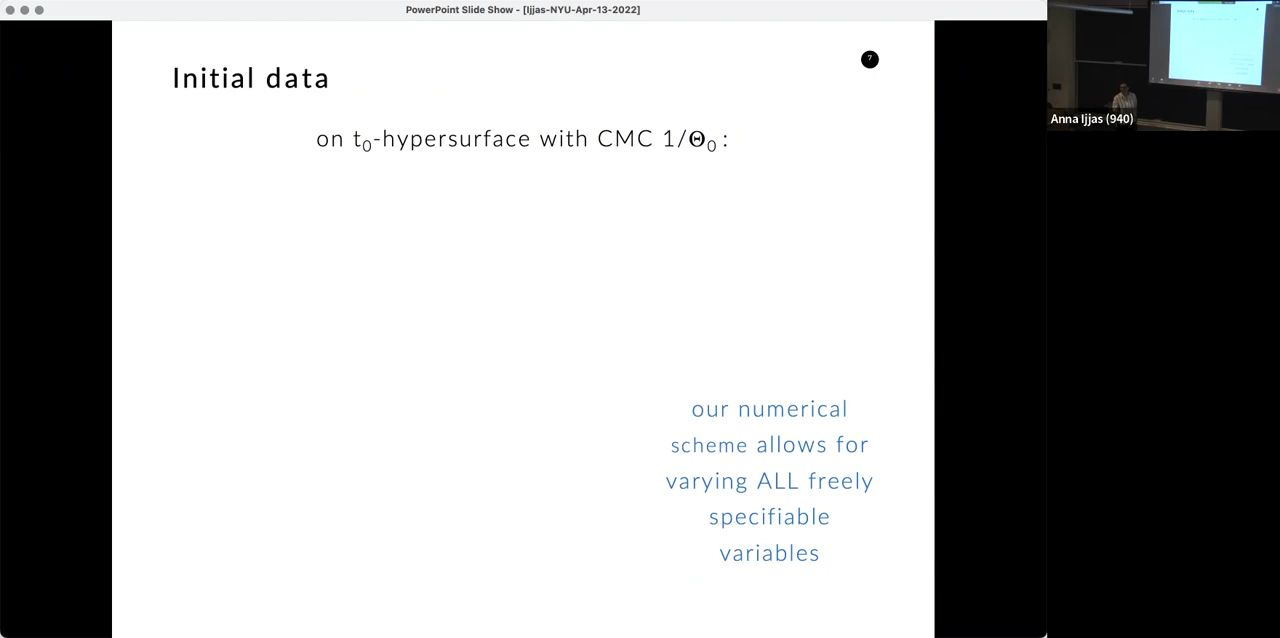 PowerPoint Slide Show - [Ijjas-NYU-Apr-13-2022]
7
Initial data
on t₀-hypersurface with CMC 1/Θ₀ :
our numerical
scheme allows for
varying ALL freely
specifiable
variables
Anna Ijjas (940)